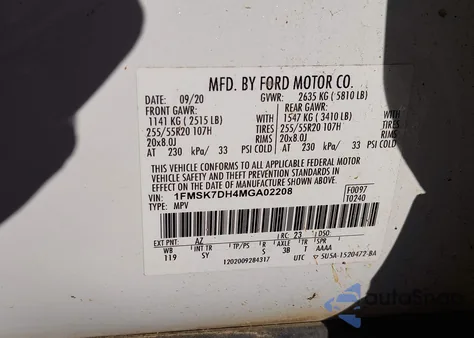 MFD. BY FORD MOTOR CO.
DATE: 09/20 GVWR: 2635 KG ( 5810 LB)
FRONT GAWR: REAR GAWR:
1141 KG ( 2515 LB) WITH 1547 KG ( 3410 LB) WITH
255/55R20 107H TIRES 255/55R20 107H TIRES
20x8.0J RIMS 20x8.0J RIMS
AT 230 kPa/ 33 PSI COLD AT 230 kPa/ 33 PSI COLD
THIS VEHICLE CONFORMS TO ALL APPLICABLE FEDERAL MOTOR
VEHICLE SAFETY AND THEFT PREVENTION STANDARDS IN EFFECT
ON THE DATE OF MANUFACTURE SHOWN ABOVE.
VIN: 1FMSK7DH4MGA02208 F0097
TYPE: MPV T0240
EXT PNT: AZ RC: 23 DSO:
WB INT TR TP/PS R AXLE TR SPR
119 SY S 3B T AAAA
1202009284317 UTC 5U5A-1520472-BA
autoSnap